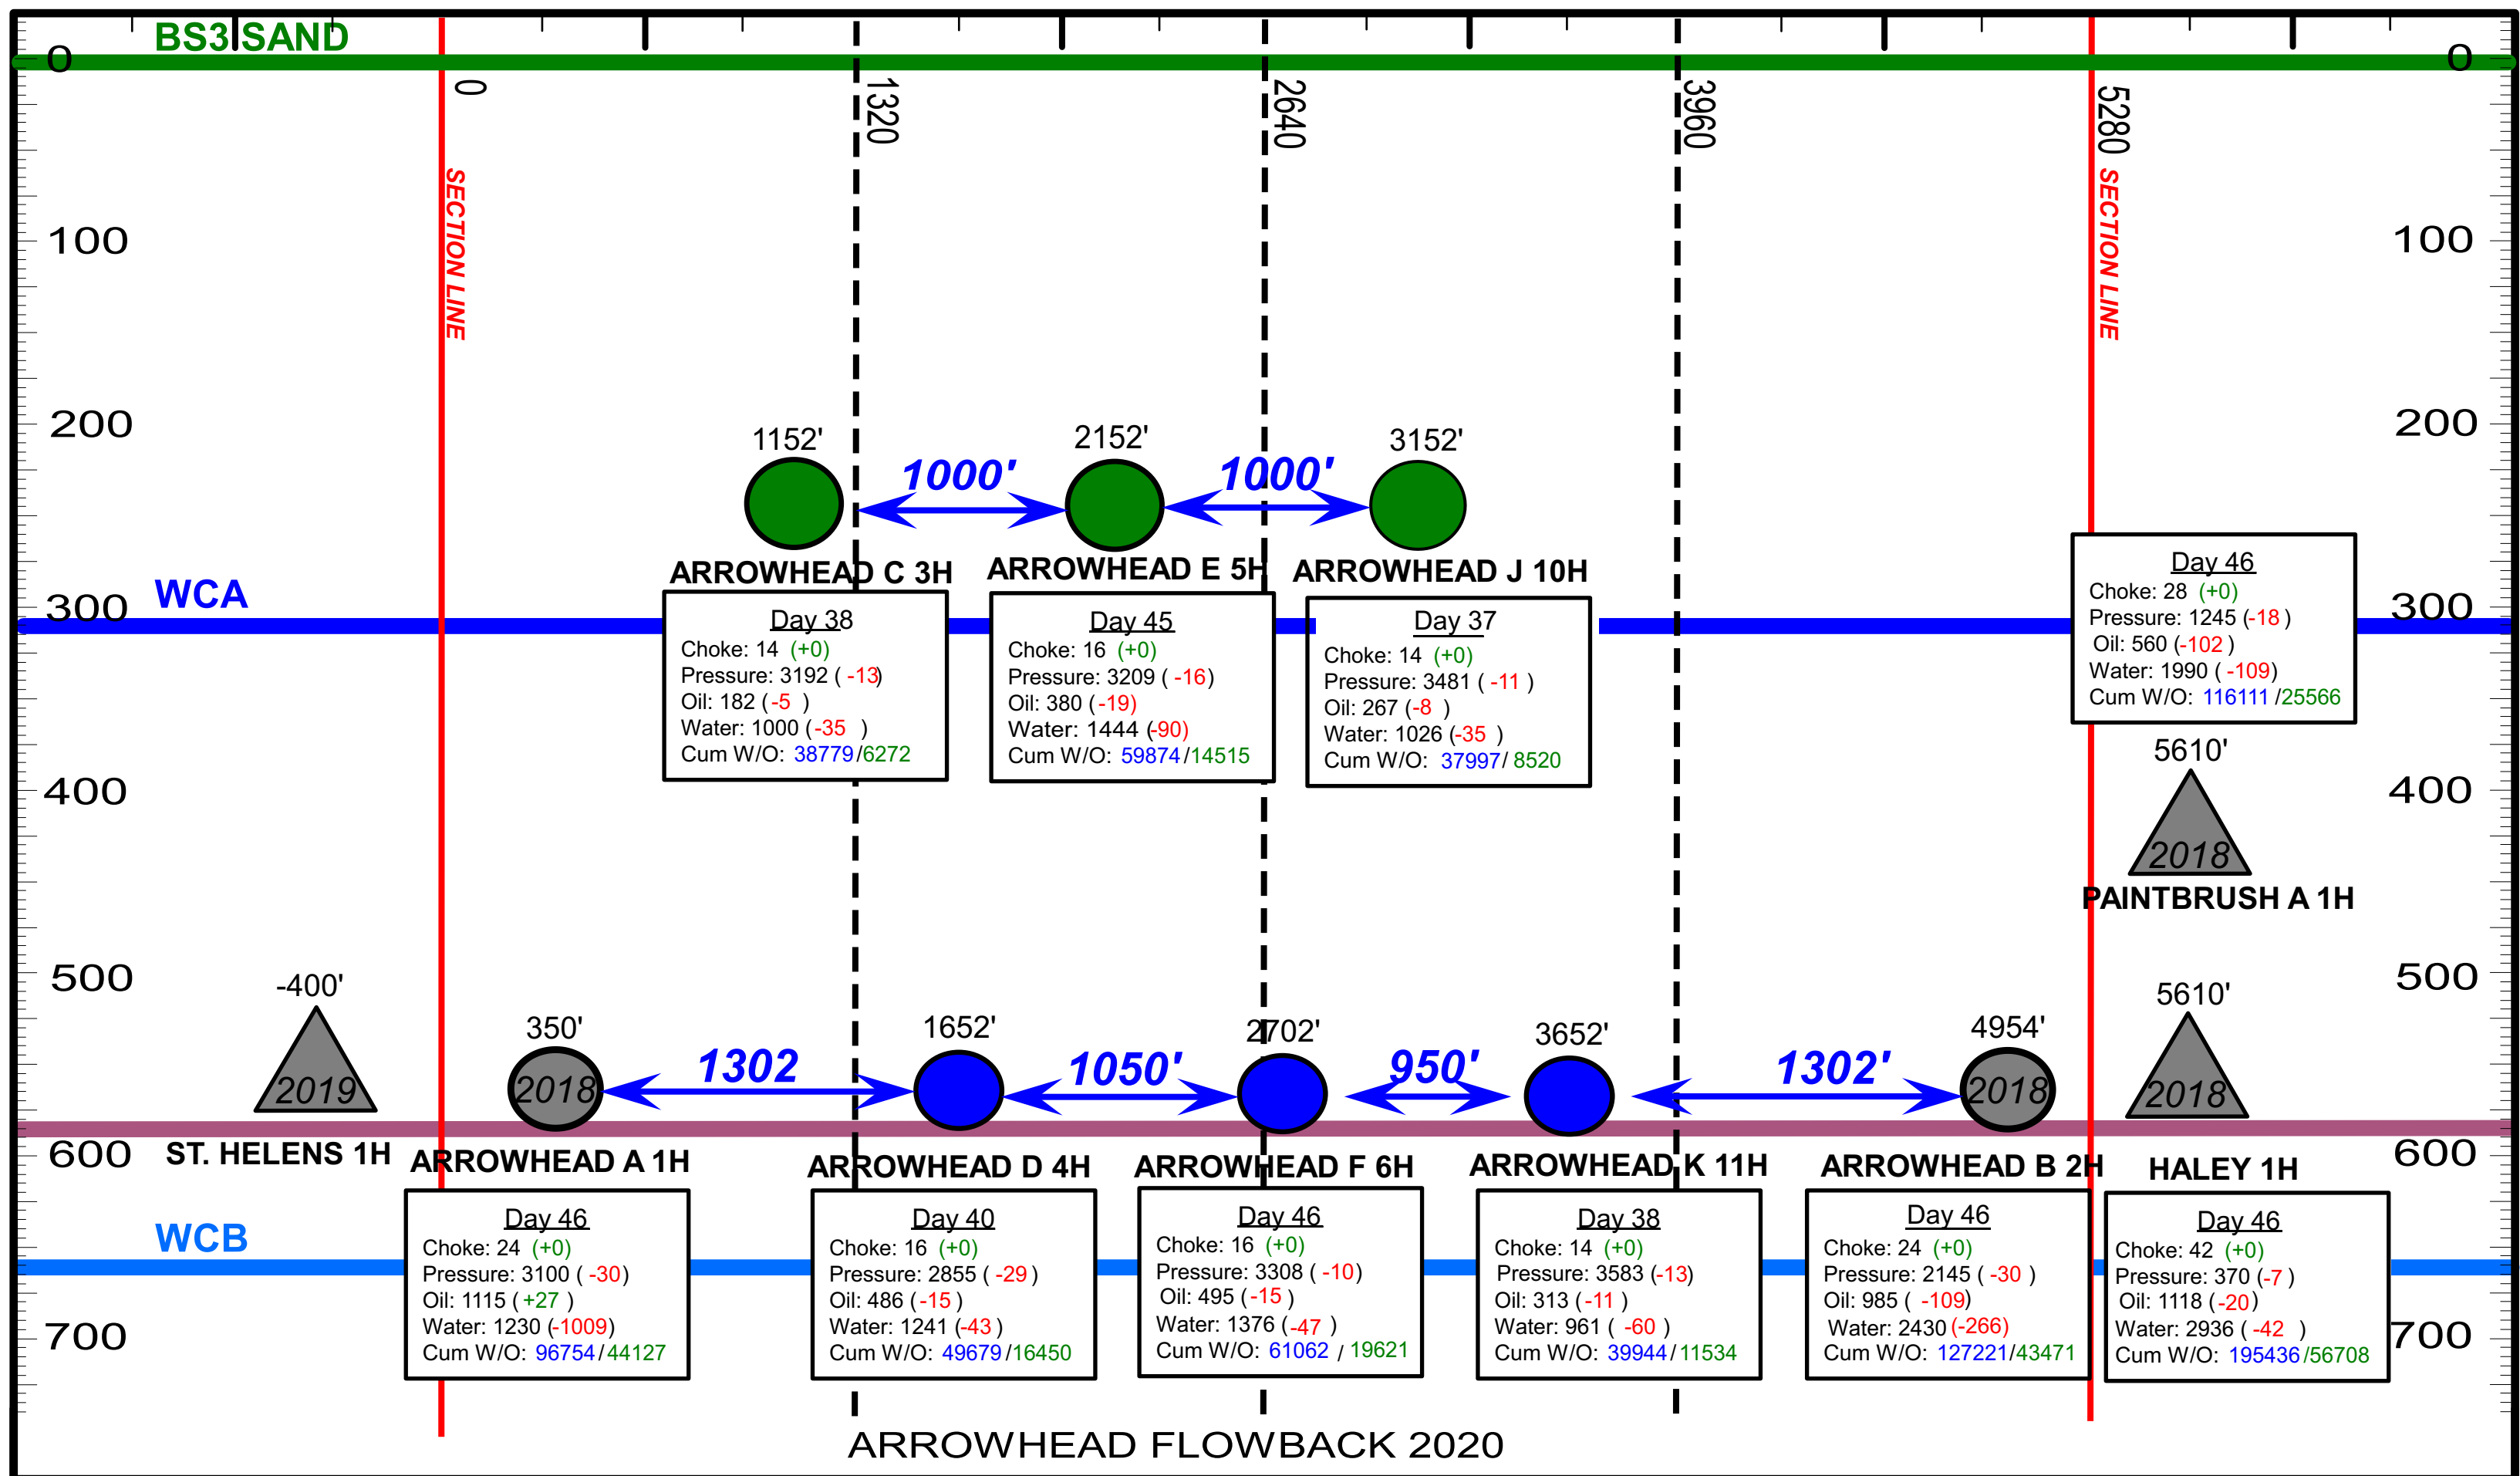 BS3 SAND
0
0
0
1320
2640
3960
5280
SECTION LINE
SECTION LINE
100
100
200
200
1152'
2152'
3152'
1000'
1000'
ARROWHEAD C 3H
ARROWHEAD E 5H
ARROWHEAD J 10H
WCA
300
300
Day 38
Choke: 14 (+0)
Pressure: 3192 ( -13)
Oil: 182 ( -5 )
Water: 1000 ( -35 )
Cum W/O: 38779/6272
Day 45
Choke: 16 (+0)
Pressure: 3209 ( -16)
Oil: 380 ( -19)
Water: 1444 (-90)
Cum W/O: 59874/14515
Day 37
Choke: 14 (+0)
Pressure: 3481 ( -11 )
Oil: 267 (-8 )
Water: 1026 (-35 )
Cum W/O: 37997/ 8520
Day 46
Choke: 28 (+0)
Pressure: 1245 (-18 )
Oil: 560 (-102 )
Water: 1990 ( -109)
Cum W/O: 116111 /25566
400
400
5610'
2018
PAINTBRUSH A 1H
500
500
-400'
350'
1652'
2702'
3652'
4954'
5610'
2019
2018
1302
1050'
950'
1302'
2018
2018
600
600
ST. HELENS 1H
ARROWHEAD A 1H
ARROWHEAD D 4H
ARROWHEAD F 6H
ARROWHEAD K 11H
ARROWHEAD B 2H
HALEY 1H
WCB
Day 46
Choke: 24 (+0)
Pressure: 3100 ( -30)
Oil: 1115 ( +27 )
Water: 1230 (-1009)
Cum W/O: 96754/44127
Day 40
Choke: 16 (+0)
Pressure: 2855 ( -29 )
Oil: 486 ( -15 )
Water: 1241 (-43 )
Cum W/O: 49679/16450
Day 46
Choke: 16 (+0)
Pressure: 3308 ( -10)
Oil: 495 (-15 )
Water: 1376 ( -47 )
Cum W/O: 61062 / 19621
Day 38
Choke: 14 (+0)
Pressure: 3583 (-13)
Oil: 313 ( -11 )
Water: 961 ( -60 )
Cum W/O: 39944/11534
Day 46
Choke: 24 (+0)
Pressure: 2145 ( -30 )
Oil: 985 ( -109)
Water: 2430 (-266)
Cum W/O: 127221/43471
Day 46
Choke: 42 (+0)
Pressure: 370 (-7 )
Oil: 1118 ( -20)
Water: 2936 ( -42 )
Cum W/O: 195436/56708
700
700
ARROWHEAD FLOWBACK 2020